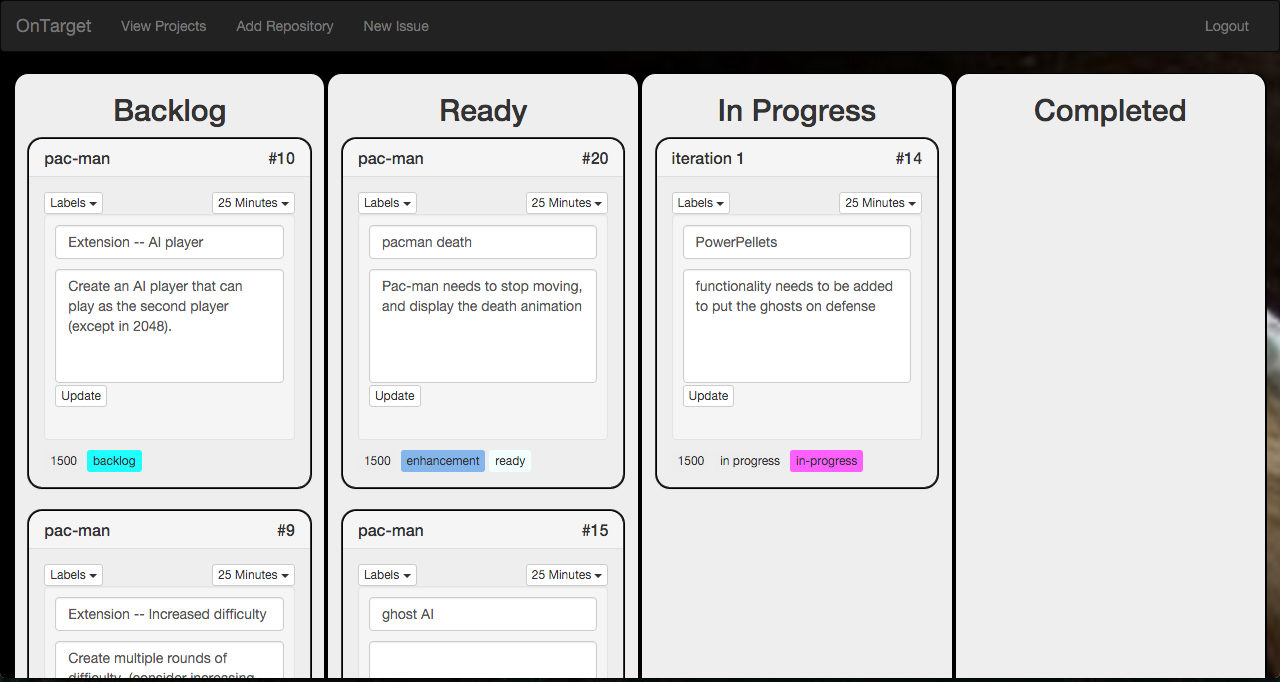 OnTarget View Projects Add Repository New Issue Logout
Backlog
pac-man #10
Labels 25 Minutes
Extension -- AI player
Create an AI player that can
play as the second player
(except in 2048).
Update
1500 backlog
pac-man #9
Labels 25 Minutes
Extension -- Increased difficulty
Create multiple rounds of
difficulty. (consider increasing
Ready
pac-man #20
Labels 25 Minutes
pacman death
Pac-man needs to stop moving,
and display the death animation
Update
1500 enhancement ready
pac-man #15
Labels 25 Minutes
ghost AI
In Progress
iteration 1 #14
Labels 25 Minutes
PowerPellets
functionality needs to be added
to put the ghosts on defense
Update
1500 in progress in-progress
Completed